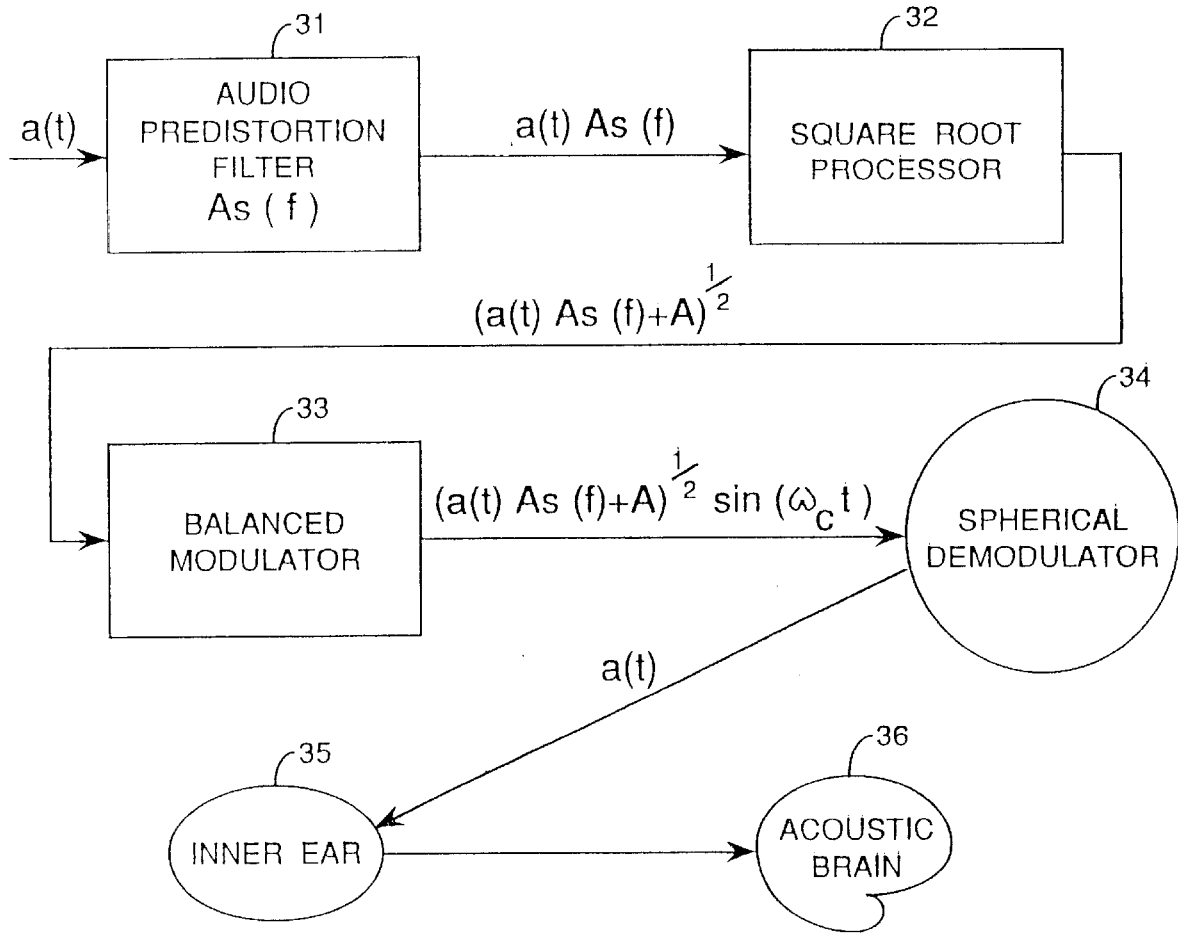 31
AUDIO
PREDISTORTION
FILTER
As ( f )
a(t)
a(t) As (f)
32
SQUARE ROOT
PROCESSOR
(a(t) As (f)+A)^1/2
33
BALANCED
MODULATOR
(a(t) As (f)+A)^1/2 sin (ω_c t)
34
SPHERICAL
DEMODULATOR
a(t)
35
INNER EAR
36
ACOUSTIC
BRAIN